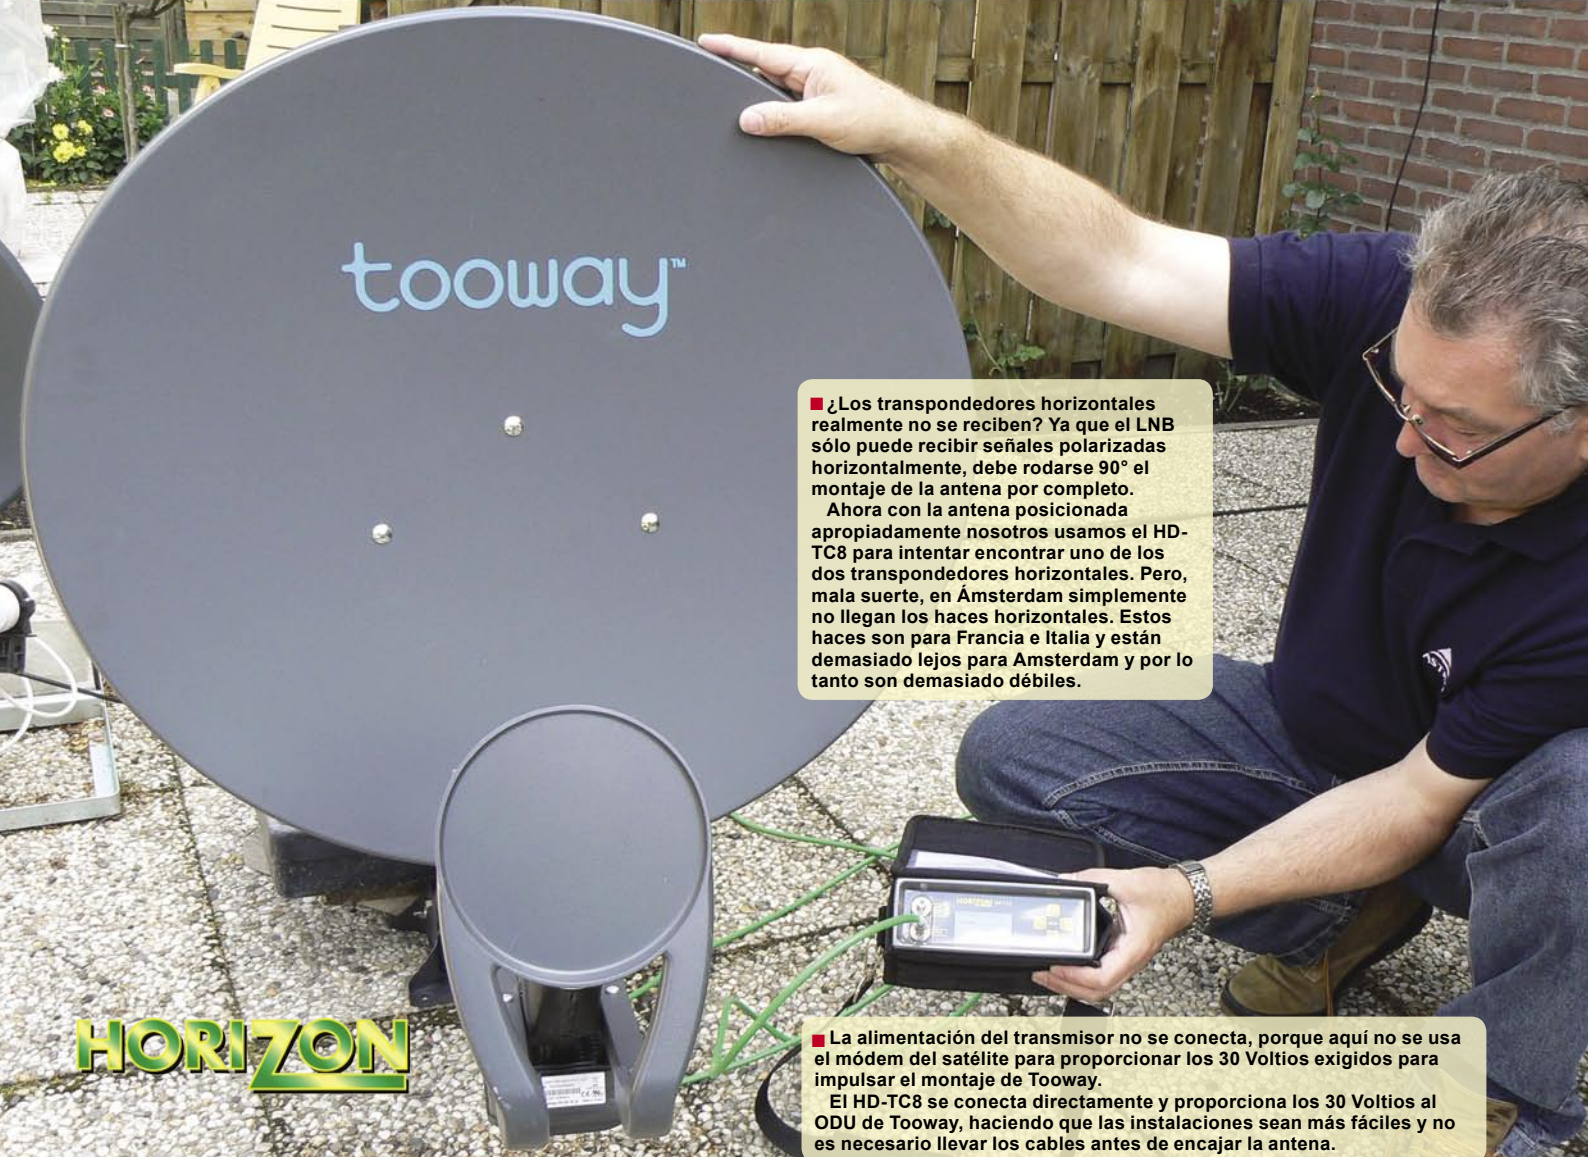 tooway™
■ ¿Los transpondedores horizontales
realmente no se reciben? Ya que el LNB
sólo puede recibir señales polarizadas
horizontalmente, debe rodarse 90° el
montaje de la antena por completo.
Ahora con la antena posicionada
apropiadamente nosotros usamos el HD-
TC8 para intentar encontrar uno de los
dos transpondedores horizontales. Pero,
mala suerte, en Ámsterdam simplemente
no llegan los haces horizontales. Estos
haces son para Francia e Italia y están
demasiado lejos para Amsterdam y por lo
tanto son demasiado débiles.
HORIZON
HORIZON
■ La alimentación del transmisor no se conecta, porque aquí no se usa
el módem del satélite para proporcionar los 30 Voltios exigidos para
impulsar el montaje de Tooway.
El HD-TC8 se conecta directamente y proporciona los 30 Voltios al
ODU de Tooway, haciendo que las instalaciones sean más fáciles y no
es necesario llevar los cables antes de encajar la antena.